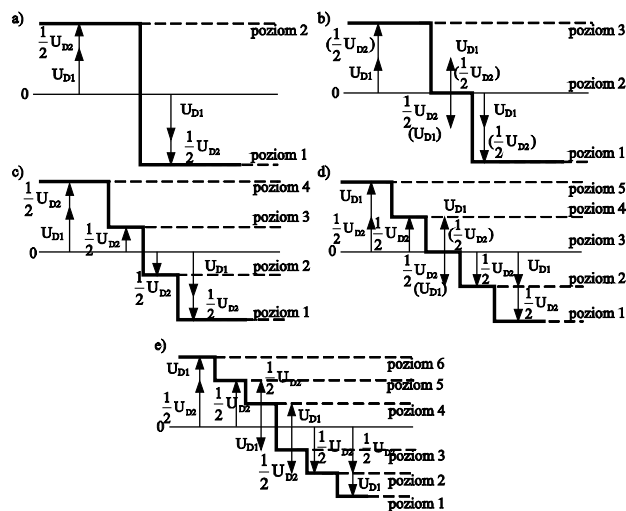 a)
1/2 U_D2
U_D1
0
U_D1
1/2 U_D2
poziom 2
poziom 1
b)
(1/2 U_D2)
U_D1
0
U_D1
(1/2 U_D2)
1/2 U_D2
(U_D1)
U_D1
(1/2 U_D2)
poziom 3
poziom 2
poziom 1
c)
1/2 U_D2
U_D1
1/2 U_D2
0
1/2 U_D2
U_D1
1/2 U_D2
poziom 4
poziom 3
poziom 2
poziom 1
d)
U_D1
1/2 U_D2
1/2
0
U_D1
(1/2 U_D2)
1/2 U_D2
(U_D1)
1/2 U_D2
U_D1
1/2 U_D2
poziom 5
poziom 4
poziom 3
poziom 2
poziom 1
e)
U_D1
1/2 U_D2
1/2 U_D2
1/2 U_D2
0
U_D1
U_D1
1/2 U_D2
1/2 U_D2
1/2 U_D2
U_D1
poziom 6
poziom 5
poziom 4
poziom 3
poziom 2
poziom 1